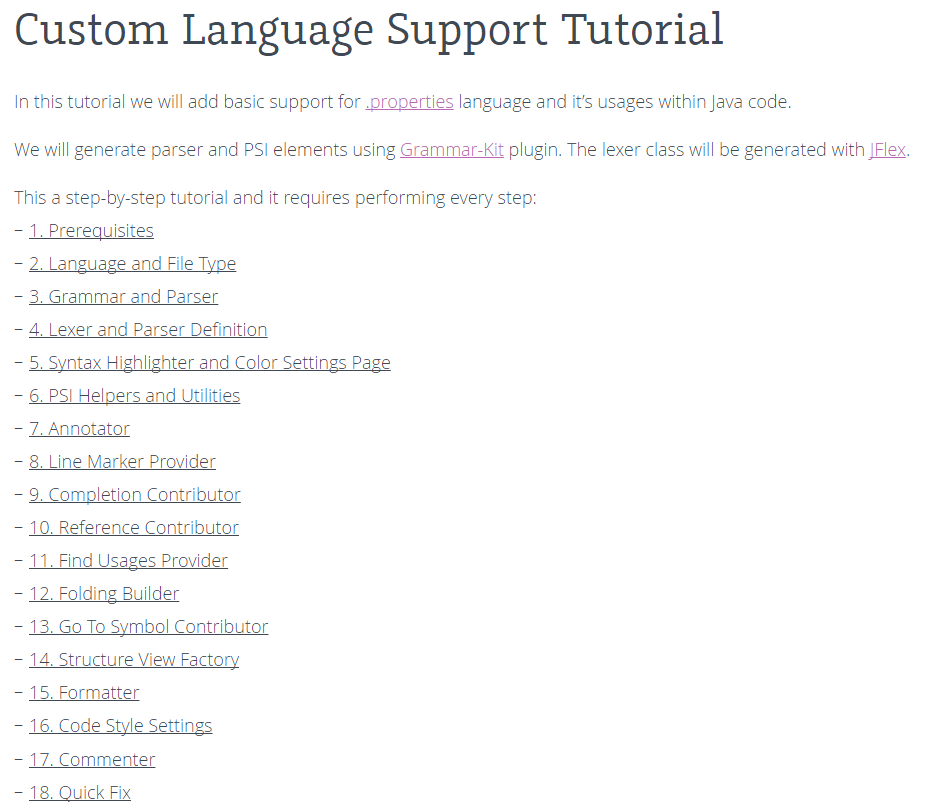 Custom Language Support Tutorial
In this tutorial we will add basic support for .properties language and it's usages within Java code.
We will generate parser and PSI elements using Grammar-Kit plugin. The lexer class will be generated with JFlex.
This a step-by-step tutorial and it requires performing every step:
– 1. Prerequisites
– 2. Language and File Type
– 3. Grammar and Parser
– 4. Lexer and Parser Definition
– 5. Syntax Highlighter and Color Settings Page
– 6. PSI Helpers and Utilities
– 7. Annotator
– 8. Line Marker Provider
– 9. Completion Contributor
– 10. Reference Contributor
– 11. Find Usages Provider
– 12. Folding Builder
– 13. Go To Symbol Contributor
– 14. Structure View Factory
– 15. Formatter
– 16. Code Style Settings
– 17. Commenter
– 18. Quick Fix